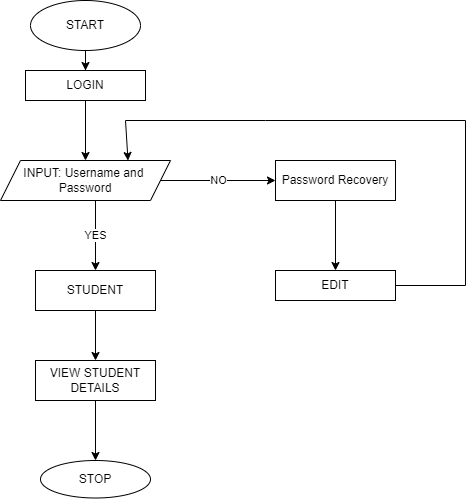 START
LOGIN
INPUT: Username and
Password
NO
Password Recovery
YES
STUDENT
EDIT
VIEW STUDENT
DETAILS
STOP